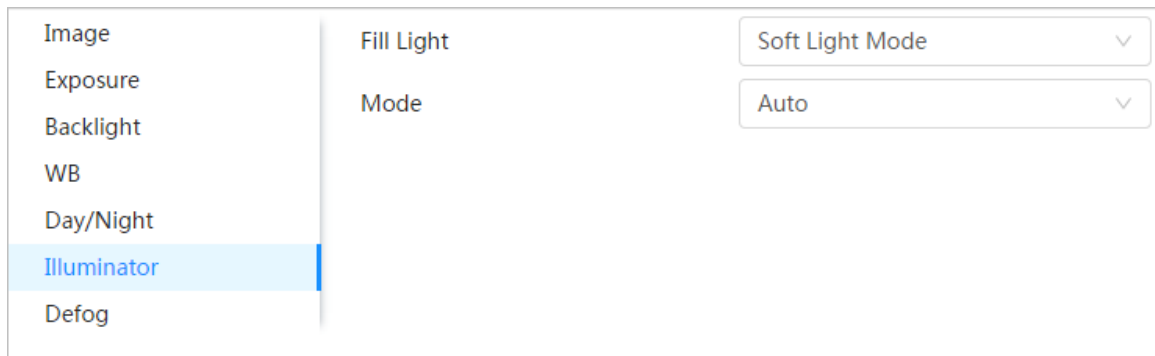 Image
Exposure
Backlight
WB
Day/Night
Illuminator
Defog
Fill Light Soft Light Mode
Mode Auto